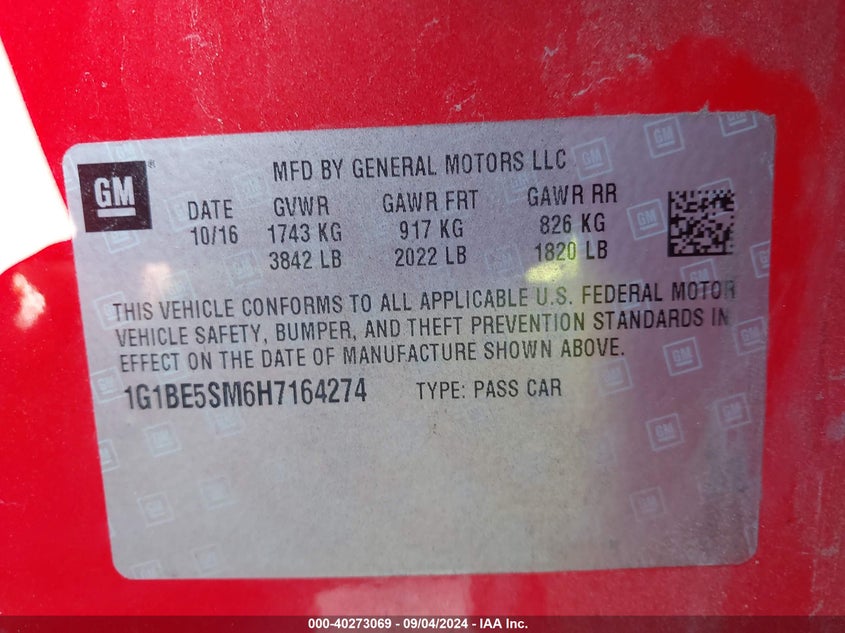 GM
MFD BY GENERAL MOTORS LLC
DATE GVWR GAWR FRT GAWR RR
10/16 1743 KG 917 KG 826 KG
3842 LB 2022 LB 1820 LB
THIS VEHICLE CONFORMS TO ALL APPLICABLE U.S. FEDERAL MOTOR
VEHICLE SAFETY, BUMPER, AND THEFT PREVENTION STANDARDS IN
EFFECT ON THE DATE OF MANUFACTURE SHOWN ABOVE.
1G1BE5SM6H7164274 TYPE: PASS CAR
000-40273069 - 09/04/2024 - IAA Inc.